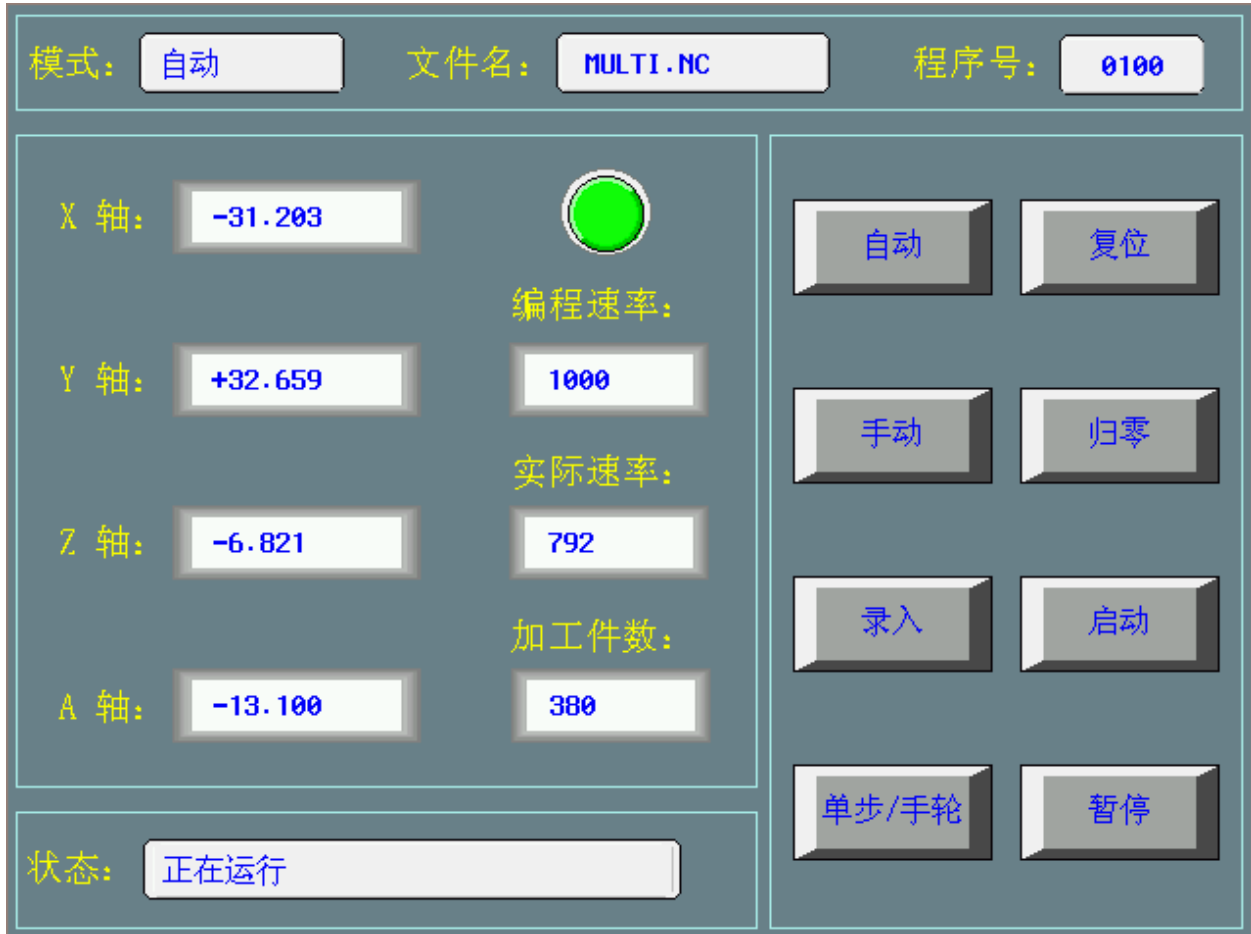 模式： 自动 文件名： MULTI.NC 程序号： 0100
X 轴： -31.203
编程速率：
Y 轴： +32.659 1000
实际速率：
Z 轴： -6.821 792
加工件数：
A 轴： -13.100 380
状态： 正在运行
自动 复位
手动 归零
录入 启动
单步/手轮 暂停